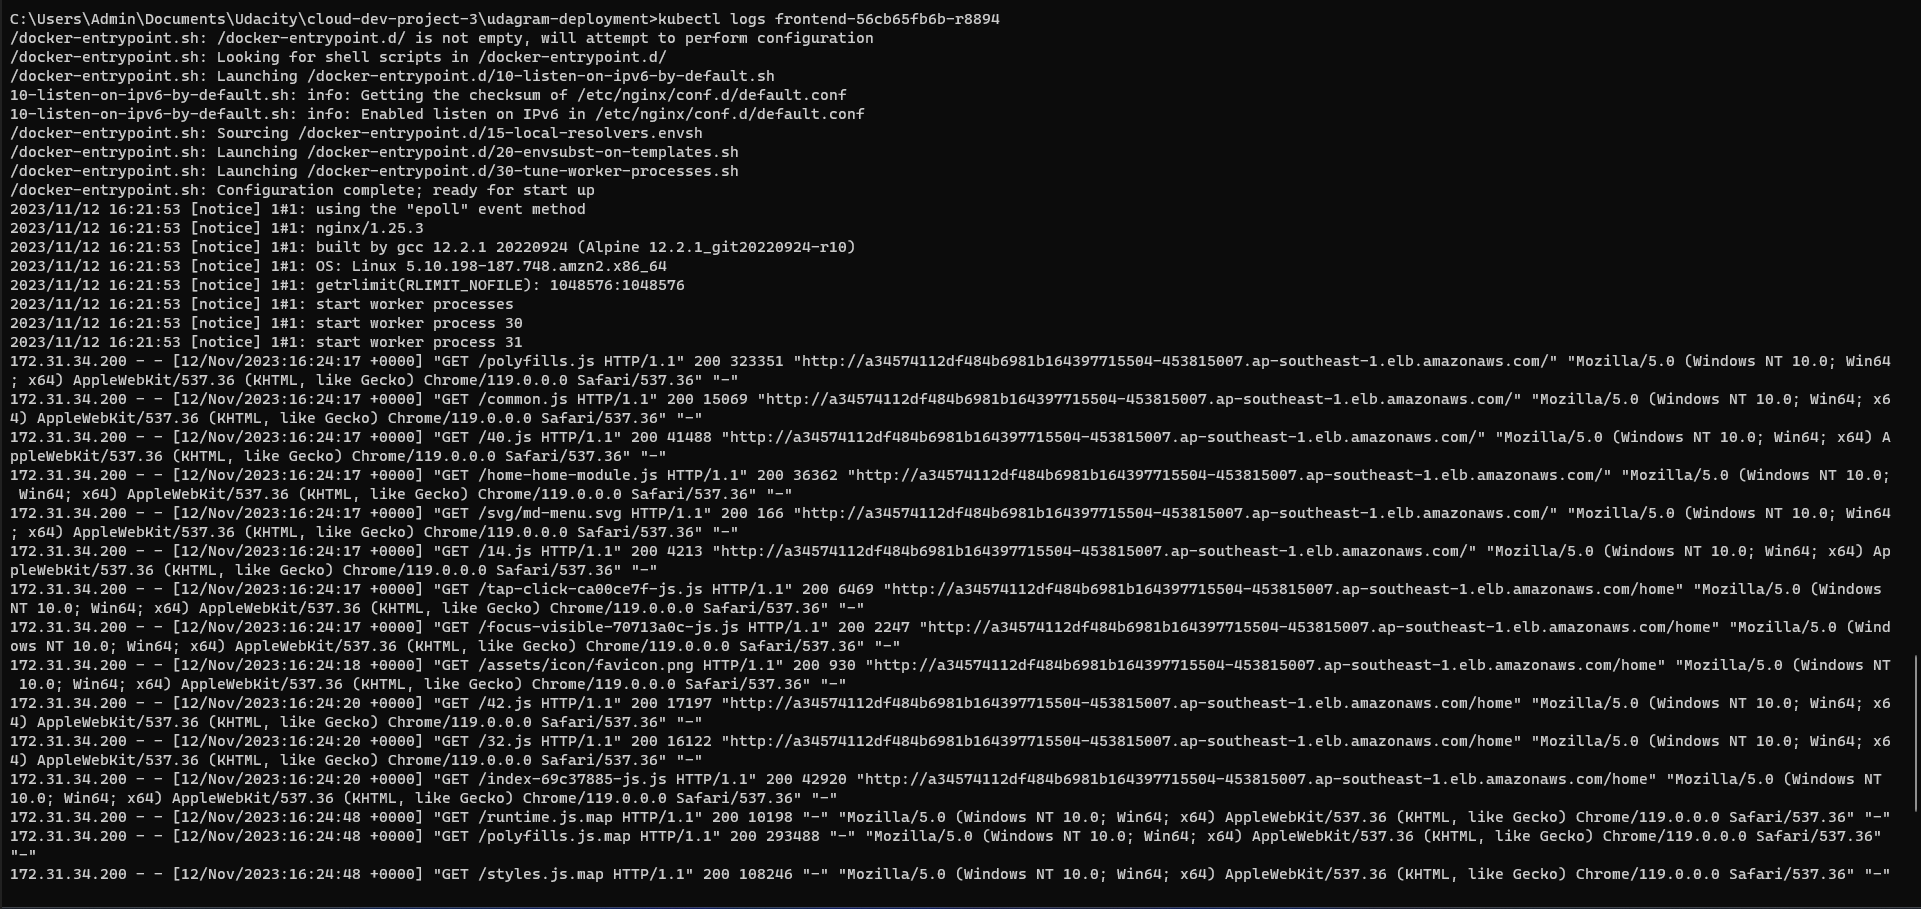 C:\Users\Admin\Documents\Udacity\cloud-dev-project-3\udagram-deployment>kubectl logs frontend-56cb65fb6b-r8894
/docker-entrypoint.sh: /docker-entrypoint.d/ is not empty, will attempt to perform configuration
/docker-entrypoint.sh: Looking for shell scripts in /docker-entrypoint.d/
/docker-entrypoint.sh: Launching /docker-entrypoint.d/10-listen-on-ipv6-by-default.sh
10-listen-on-ipv6-by-default.sh: info: Getting the checksum of /etc/nginx/conf.d/default.conf
10-listen-on-ipv6-by-default.sh: info: Enabled listen on IPv6 in /etc/nginx/conf.d/default.conf
/docker-entrypoint.sh: Sourcing /docker-entrypoint.d/15-local-resolvers.envsh
/docker-entrypoint.sh: Launching /docker-entrypoint.d/20-envsubst-on-templates.sh
/docker-entrypoint.sh: Launching /docker-entrypoint.d/30-tune-worker-processes.sh
/docker-entrypoint.sh: Configuration complete; ready for start up
2023/11/12 16:21:53 [notice] 1#1: using the "epoll" event method
2023/11/12 16:21:53 [notice] 1#1: nginx/1.25.3
2023/11/12 16:21:53 [notice] 1#1: built by gcc 12.2.1 20220924 (Alpine 12.2.1_git20220924-r10)
2023/11/12 16:21:53 [notice] 1#1: OS: Linux 5.10.198-187.748.amzn2.x86_64
2023/11/12 16:21:53 [notice] 1#1: getrlimit(RLIMIT_NOFILE): 1048576:1048576
2023/11/12 16:21:53 [notice] 1#1: start worker processes
2023/11/12 16:21:53 [notice] 1#1: start worker process 30
2023/11/12 16:21:53 [notice] 1#1: start worker process 31
172.31.34.200 - - [12/Nov/2023:16:24:17 +0000] "GET /polyfills.js HTTP/1.1" 200 323351 "http://a34574112df484b6981b164397715504-453815007.ap-southeast-1.elb.amazonaws.com/" "Mozilla/5.0 (Windows NT 10.0; Win64
; x64) AppleWebKit/537.36 (KHTML, like Gecko) Chrome/119.0.0.0 Safari/537.36" "-"
172.31.34.200 - - [12/Nov/2023:16:24:17 +0000] "GET /common.js HTTP/1.1" 200 15069 "http://a34574112df484b6981b164397715504-453815007.ap-southeast-1.elb.amazonaws.com/" "Mozilla/5.0 (Windows NT 10.0; Win64; x6
4) AppleWebKit/537.36 (KHTML, like Gecko) Chrome/119.0.0.0 Safari/537.36" "-"
172.31.34.200 - - [12/Nov/2023:16:24:17 +0000] "GET /40.js HTTP/1.1" 200 41488 "http://a34574112df484b6981b164397715504-453815007.ap-southeast-1.elb.amazonaws.com/" "Mozilla/5.0 (Windows NT 10.0; Win64; x64) A
ppleWebKit/537.36 (KHTML, like Gecko) Chrome/119.0.0.0 Safari/537.36" "-"
172.31.34.200 - - [12/Nov/2023:16:24:17 +0000] "GET /home-home-module.js HTTP/1.1" 200 36362 "http://a34574112df484b6981b164397715504-453815007.ap-southeast-1.elb.amazonaws.com/" "Mozilla/5.0 (Windows NT 10.0;
 Win64; x64) AppleWebKit/537.36 (KHTML, like Gecko) Chrome/119.0.0.0 Safari/537.36" "-"
172.31.34.200 - - [12/Nov/2023:16:24:17 +0000] "GET /svg/md-menu.svg HTTP/1.1" 200 166 "http://a34574112df484b6981b164397715504-453815007.ap-southeast-1.elb.amazonaws.com/" "Mozilla/5.0 (Windows NT 10.0; Win64
; x64) AppleWebKit/537.36 (KHTML, like Gecko) Chrome/119.0.0.0 Safari/537.36" "-"
172.31.34.200 - - [12/Nov/2023:16:24:17 +0000] "GET /14.js HTTP/1.1" 200 4213 "http://a34574112df484b6981b164397715504-453815007.ap-southeast-1.elb.amazonaws.com/" "Mozilla/5.0 (Windows NT 10.0; Win64; x64) Ap
pleWebKit/537.36 (KHTML, like Gecko) Chrome/119.0.0.0 Safari/537.36" "-"
172.31.34.200 - - [12/Nov/2023:16:24:17 +0000] "GET /tap-click-ca00ce7f-js.js HTTP/1.1" 200 6469 "http://a34574112df484b6981b164397715504-453815007.ap-southeast-1.elb.amazonaws.com/home" "Mozilla/5.0 (Windows
NT 10.0; Win64; x64) AppleWebKit/537.36 (KHTML, like Gecko) Chrome/119.0.0.0 Safari/537.36" "-"
172.31.34.200 - - [12/Nov/2023:16:24:17 +0000] "GET /focus-visible-70713a0c-js.js HTTP/1.1" 200 2247 "http://a34574112df484b6981b164397715504-453815007.ap-southeast-1.elb.amazonaws.com/home" "Mozilla/5.0 (Wind
ows NT 10.0; Win64; x64) AppleWebKit/537.36 (KHTML, like Gecko) Chrome/119.0.0.0 Safari/537.36" "-"
172.31.34.200 - - [12/Nov/2023:16:24:18 +0000] "GET /assets/icon/favicon.png HTTP/1.1" 200 930 "http://a34574112df484b6981b164397715504-453815007.ap-southeast-1.elb.amazonaws.com/home" "Mozilla/5.0 (Windows NT
 10.0; Win64; x64) AppleWebKit/537.36 (KHTML, like Gecko) Chrome/119.0.0.0 Safari/537.36" "-"
172.31.34.200 - - [12/Nov/2023:16:24:20 +0000] "GET /42.js HTTP/1.1" 200 17197 "http://a34574112df484b6981b164397715504-453815007.ap-southeast-1.elb.amazonaws.com/home" "Mozilla/5.0 (Windows NT 10.0; Win64; x6
4) AppleWebKit/537.36 (KHTML, like Gecko) Chrome/119.0.0.0 Safari/537.36" "-"
172.31.34.200 - - [12/Nov/2023:16:24:20 +0000] "GET /32.js HTTP/1.1" 200 16122 "http://a34574112df484b6981b164397715504-453815007.ap-southeast-1.elb.amazonaws.com/home" "Mozilla/5.0 (Windows NT 10.0; Win64; x6
4) AppleWebKit/537.36 (KHTML, like Gecko) Chrome/119.0.0.0 Safari/537.36" "-"
172.31.34.200 - - [12/Nov/2023:16:24:20 +0000] "GET /index-69c37885-js.js HTTP/1.1" 200 42920 "http://a34574112df484b6981b164397715504-453815007.ap-southeast-1.elb.amazonaws.com/home" "Mozilla/5.0 (Windows NT
10.0; Win64; x64) AppleWebKit/537.36 (KHTML, like Gecko) Chrome/119.0.0.0 Safari/537.36" "-"
172.31.34.200 - - [12/Nov/2023:16:24:48 +0000] "GET /runtime.js.map HTTP/1.1" 200 10198 "-" "Mozilla/5.0 (Windows NT 10.0; Win64; x64) AppleWebKit/537.36 (KHTML, like Gecko) Chrome/119.0.0.0 Safari/537.36" "-"
172.31.34.200 - - [12/Nov/2023:16:24:48 +0000] "GET /polyfills.js.map HTTP/1.1" 200 293488 "-" "Mozilla/5.0 (Windows NT 10.0; Win64; x64) AppleWebKit/537.36 (KHTML, like Gecko) Chrome/119.0.0.0 Safari/537.36"
"-"
172.31.34.200 - - [12/Nov/2023:16:24:48 +0000] "GET /styles.js.map HTTP/1.1" 200 108246 "-" "Mozilla/5.0 (Windows NT 10.0; Win64; x64) AppleWebKit/537.36 (KHTML, like Gecko) Chrome/119.0.0.0 Safari/537.36" "-"